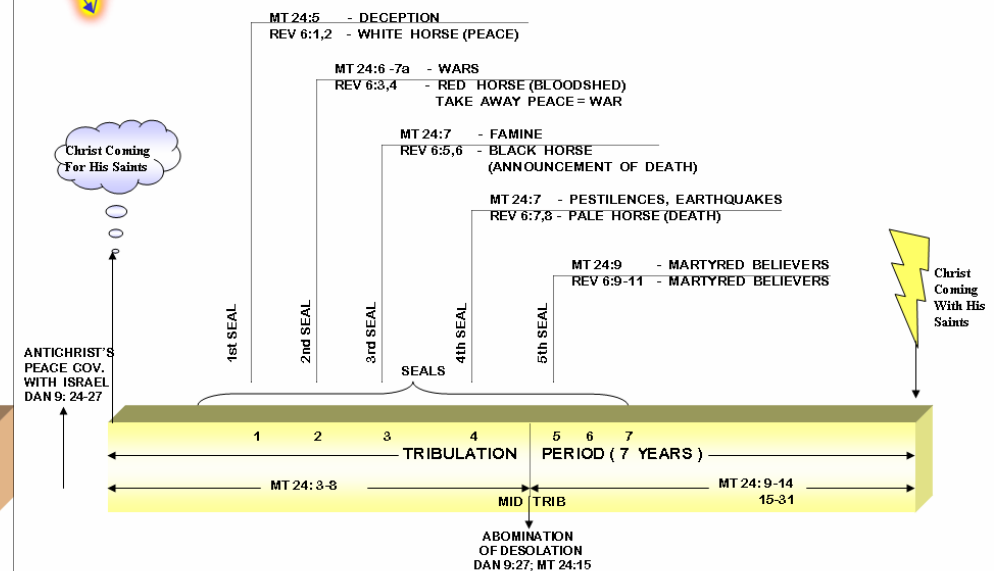 MT 24:5 - DECEPTION
REV 6:1,2 - WHITE HORSE (PEACE)
MT 24:6 -7a - WARS
REV 6:3,4 - RED HORSE (BLOODSHED)
TAKE AWAY PEACE = WAR
MT 24:7 - FAMINE
REV 6:5,6 - BLACK HORSE
(ANNOUNCEMENT OF DEATH)
MT 24:7 - PESTILENCES, EARTHQUAKES
REV 6:7,8 - PALE HORSE (DEATH)
MT 24:9 - MARTYRED BELIEVERS
REV 6:9-11 - MARTYRED BELIEVERS
Christ Coming
For His Saints
Christ
Coming
With His
Saints
1st SEAL
2nd SEAL
3rd SEAL
4th SEAL
5th SEAL
ANTICHRIST'S
PEACE COV.
WITH ISRAEL
DAN 9: 24-27
SEALS
1 2 3 4 5 6 7
TRIBULATION PERIOD ( 7 YEARS )
MT 24: 3-8
MT 24: 9-14
15-31
MID TRIB
ABOMINATION
OF DESOLATION
DAN 9:27; MT 24:15